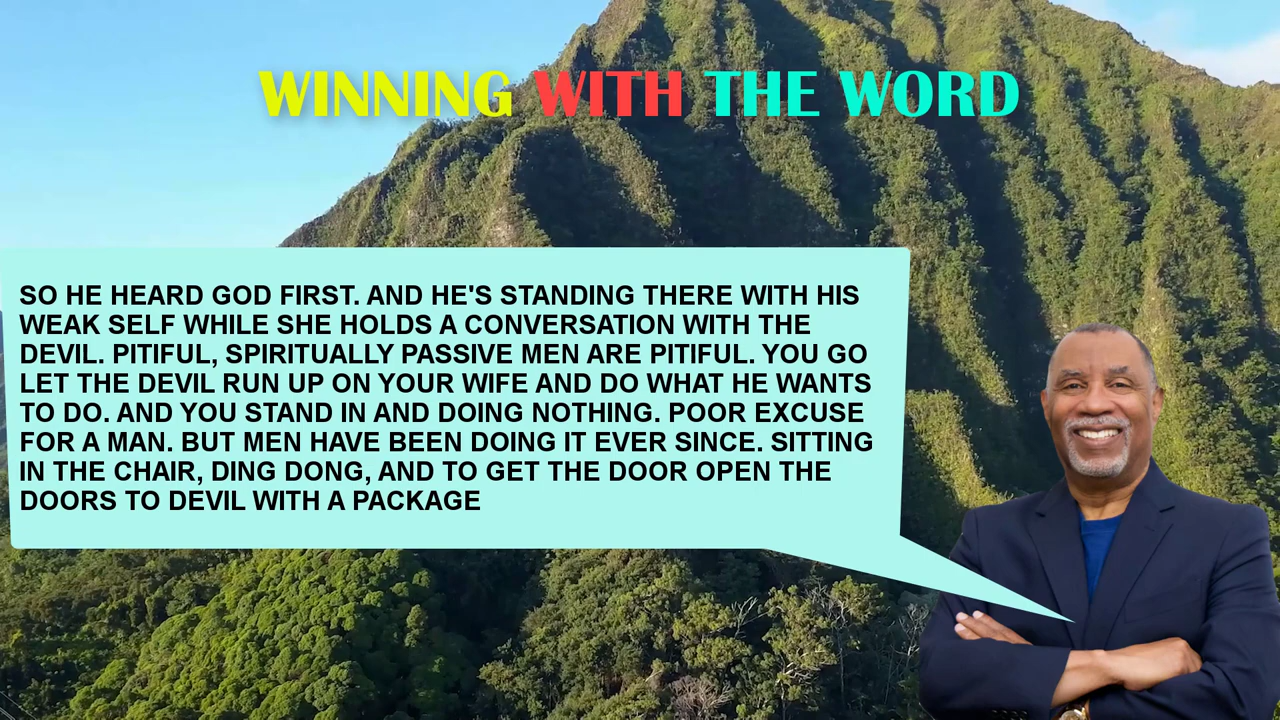 WINNING WITH THE WORD
SO HE HEARD GOD FIRST. AND HE'S STANDING THERE WITH HIS
WEAK SELF WHILE SHE HOLDS A CONVERSATION WITH THE
DEVIL. PITIFUL, SPIRITUALLY PASSIVE MEN ARE PITIFUL. YOU GO
LET THE DEVIL RUN UP ON YOUR WIFE AND DO WHAT HE WANTS
TO DO. AND YOU STAND IN AND DOING NOTHING. POOR EXCUSE
FOR A MAN. BUT MEN HAVE BEEN DOING IT EVER SINCE. SITTING
IN THE CHAIR, DING DONG, AND TO GET THE DOOR OPEN THE
DOORS TO DEVIL WITH A PACKAGE